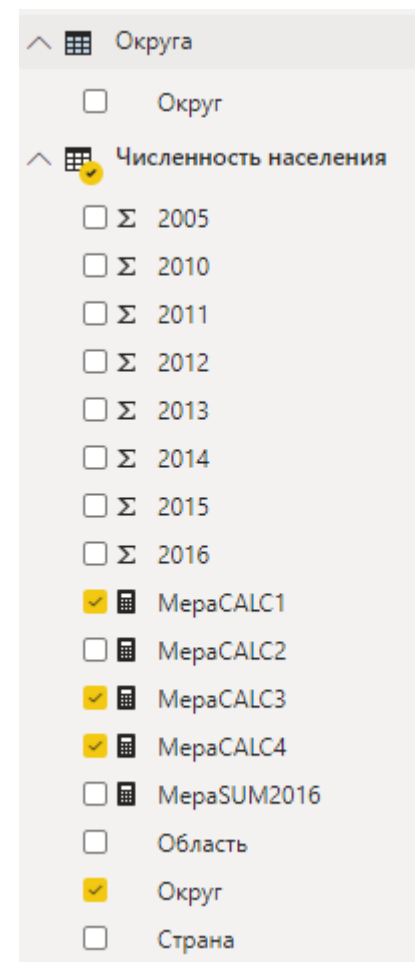 Округа
Округ
Численность населения
Σ 2005
Σ 2010
Σ 2011
Σ 2012
Σ 2013
Σ 2014
Σ 2015
Σ 2016
МераCALC1
МераCALC2
МераCALC3
МераCALC4
МераSUM2016
Область
Округ
Страна